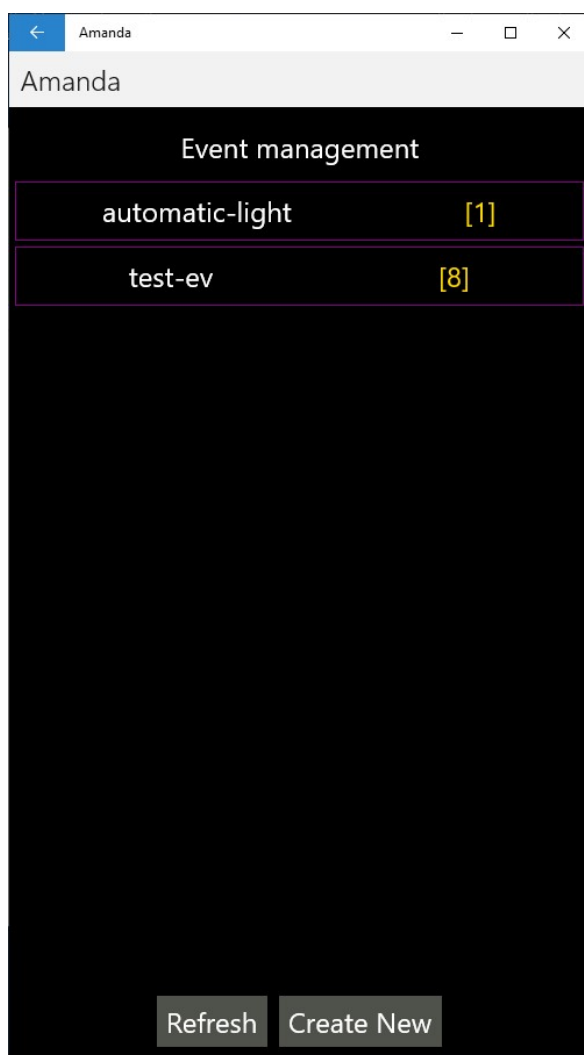 Amanda
Amanda
Event management
automatic-light [1]
test-ev [8]
Refresh Create New